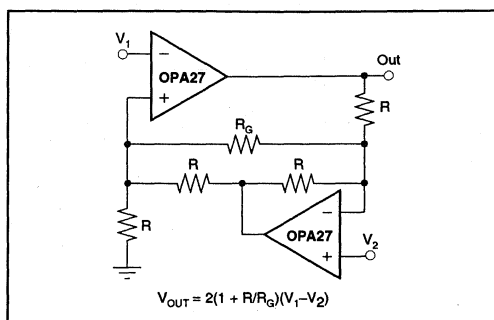 V1
−
OPA27
+
Out
R
RG
R
R
R
−
OPA27
+
V2
VOUT = 2(1 + R/RG)(V1–V2)